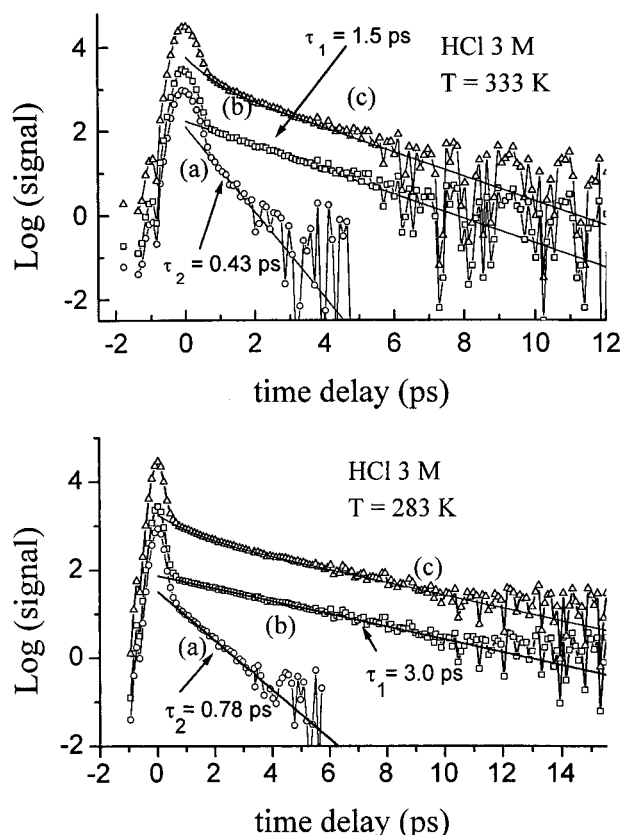 τ1 = 1.5 ps
HCl 3 M
T = 333 K
(b)
(c)
(a)
τ2 = 0.43 ps
Log (signal)
4
2
0
-2
-2 0 2 4 6 8 10 12
time delay (ps)
HCl 3 M
T = 283 K
(c)
(b)
(a)
τ1 = 3.0 ps
τ2 = 0.78 ps
Log (signal)
4
2
0
-2
-2 0 2 4 6 8 10 12 14
time delay (ps)